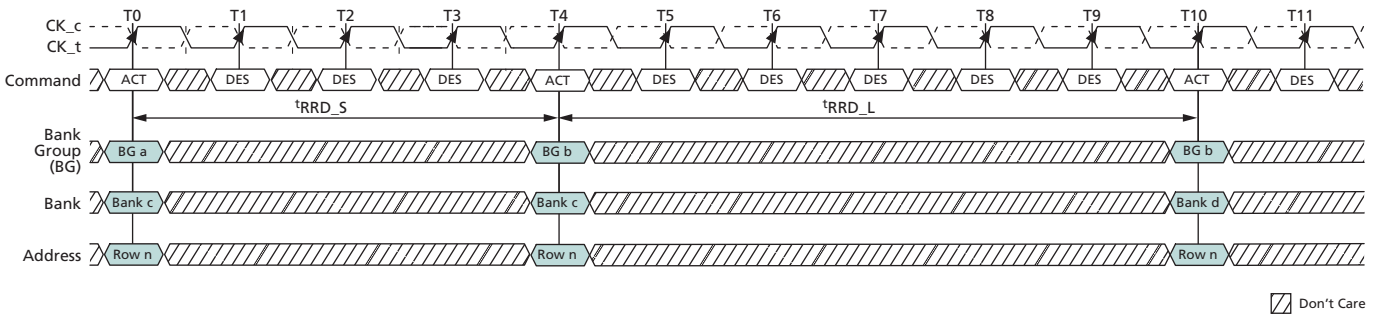 T0 T1 T2 T3 T4 T5 T6 T7 T8 T9 T10 T11
CK_c
CK_t
Command ACT DES DES DES ACT DES DES DES DES DES ACT DES
tRRD_S tRRD_L
Bank
Group
(BG)
BG a BG b BG b
Bank Bank c Bank c Bank d
Address Row n Row n Row n
Don't Care